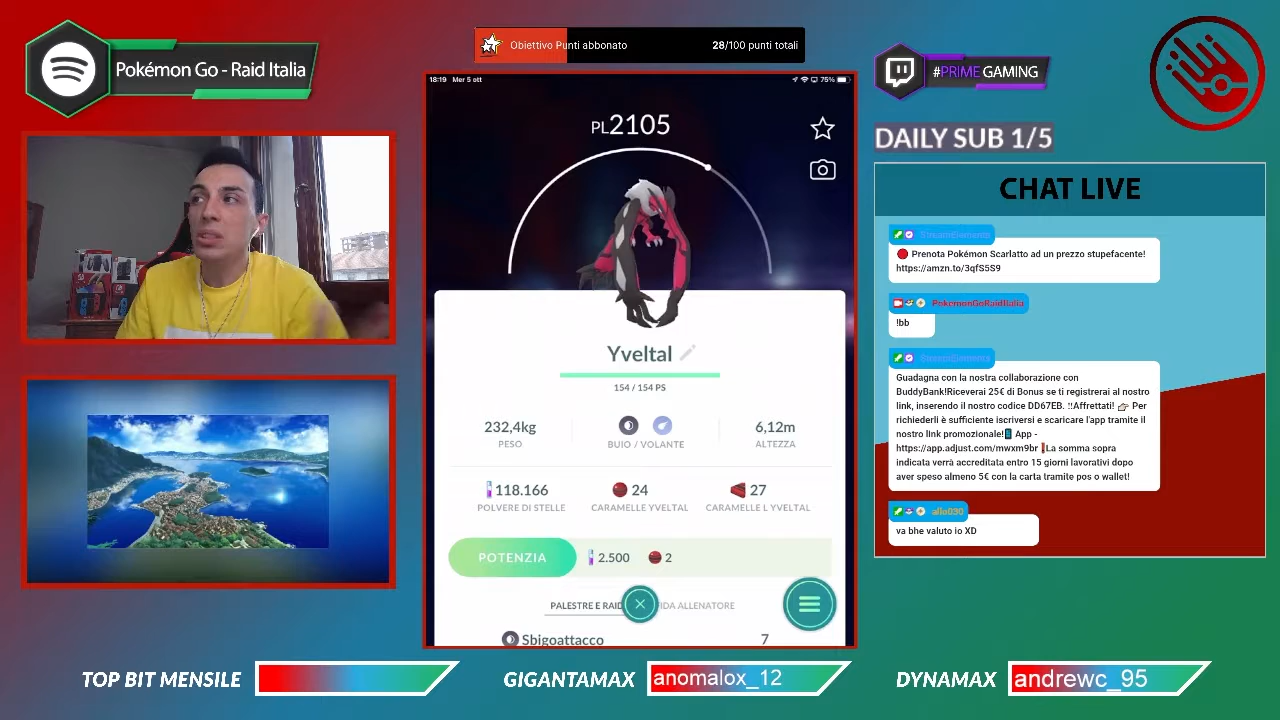 Pokémon Go - Raid Italia
Obiettivo Punti abbonato
28/100 punti totali
#PRIME GAMING
DAILY SUB 1/5
18:19 Mer 5 ott
75%
PL2105
Yveltal
154 / 154 PS
232,4kg
PESO
BUIO / VOLANTE
6,12m
ALTEZZA
118.166
POLVERE DI STELLE
24
CARAMELLE YVELTAL
27
CARAMELLE L YVELTAL
POTENZIA
2.500
2
PALESTRE E RAID
FIDA ALLENATORE
Sbigoattacco
7
CHAT LIVE
StreamElements
Prenota Pokémon Scarlatto ad un prezzo stupefacente!
https://amzn.to/3qfS5S9
PokemonGoRaidItalia
!bb
StreamElements
Guadagna con la nostra collaborazione con
BuddyBank!Riceverai 25€ di Bonus se ti registrerai al nostro
link, inserendo il nostro codice DD67EB. !!Affrettati! 👉 Per
richiederli è sufficiente iscriversi e scaricare l'app tramite il
nostro link promozionale!📱 App -
https://app.adjust.com/mwxm9br ❗La somma sopra
indicata verrà accreditata entro 15 giorni lavorativi dopo
aver speso almeno 5€ con la carta tramite pos o wallet!
allo030
va bhe valuto io XD
TOP BIT MENSILE
GIGANTAMAX
anomalox_12
DYNAMAX
andrewc_95